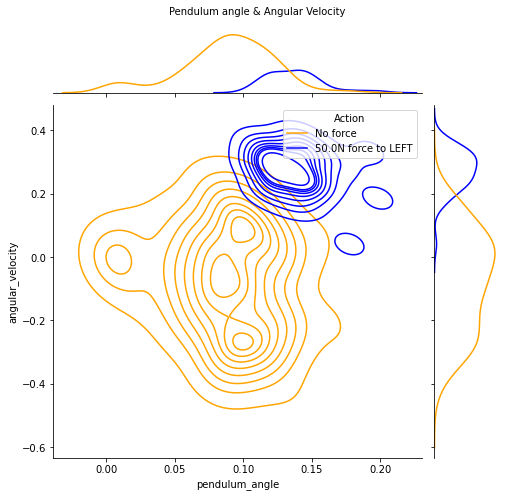 Pendulum angle & Angular Velocity
Action
No force
50.0N force to LEFT
0.4
0.2
0.0
−0.2
−0.4
−0.6
angular_velocity
0.00 0.05 0.10 0.15 0.20
pendulum_angle